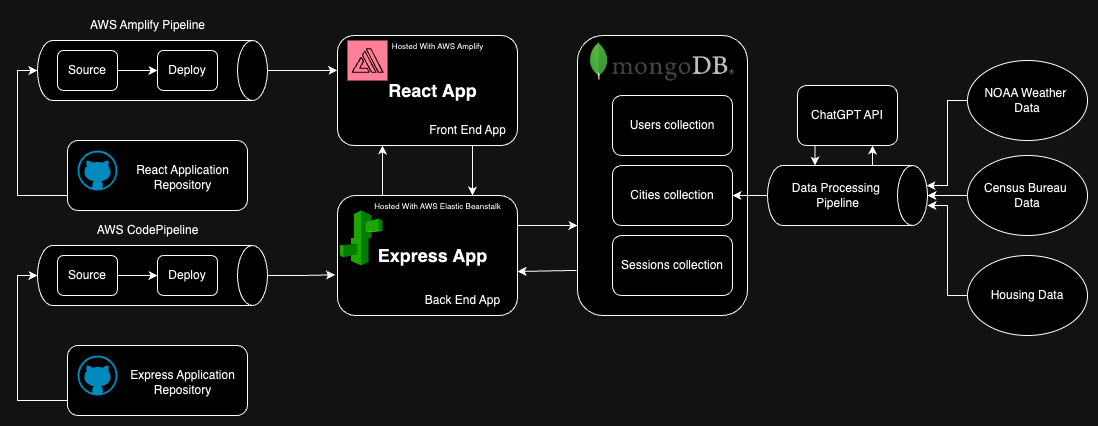 AWS Amplify Pipeline
Source
Deploy
React Application
Repository
AWS CodePipeline
Source
Deploy
Express Application
Repository
Hosted With AWS Amplify
React App
Front End App
Hosted With AWS Elastic Beanstalk
Express App
Back End App
mongoDB®
Users collection
Cities collection
Sessions collection
ChatGPT API
Data Processing
Pipeline
NOAA Weather
Data
Census Bureau
Data
Housing Data